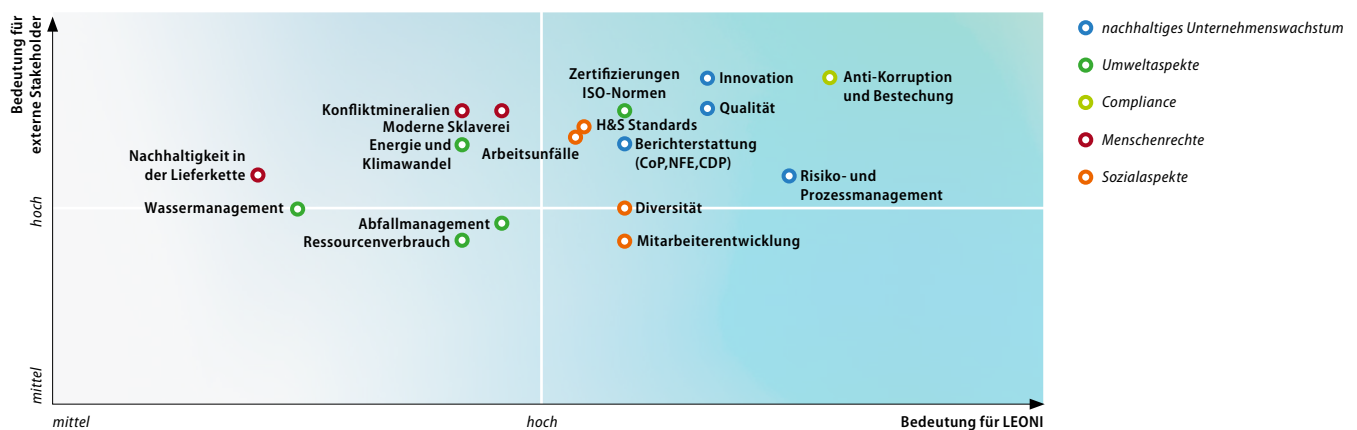 Bedeutung für
externe Stakeholder
hoch
mittel
Zertifizierungen
ISO-Normen
Innovation
Anti-Korruption
und Bestechung
Konfliktmineralien
Qualität
Moderne Sklaverei
H&S Standards
Energie und
Klimawandel
Arbeitsunfälle
Berichterstattung
(CoP,NFE,CDP)
Nachhaltigkeit in
der Lieferkette
Risiko- und
Prozessmanagement
Wassermanagement
Diversität
Abfallmanagement
Ressourcenverbrauch
Mitarbeiterentwicklung
mittel
hoch
Bedeutung für LEONI
nachhaltiges Unternehmenswachstum
Umweltaspekte
Compliance
Menschenrechte
Sozialaspekte